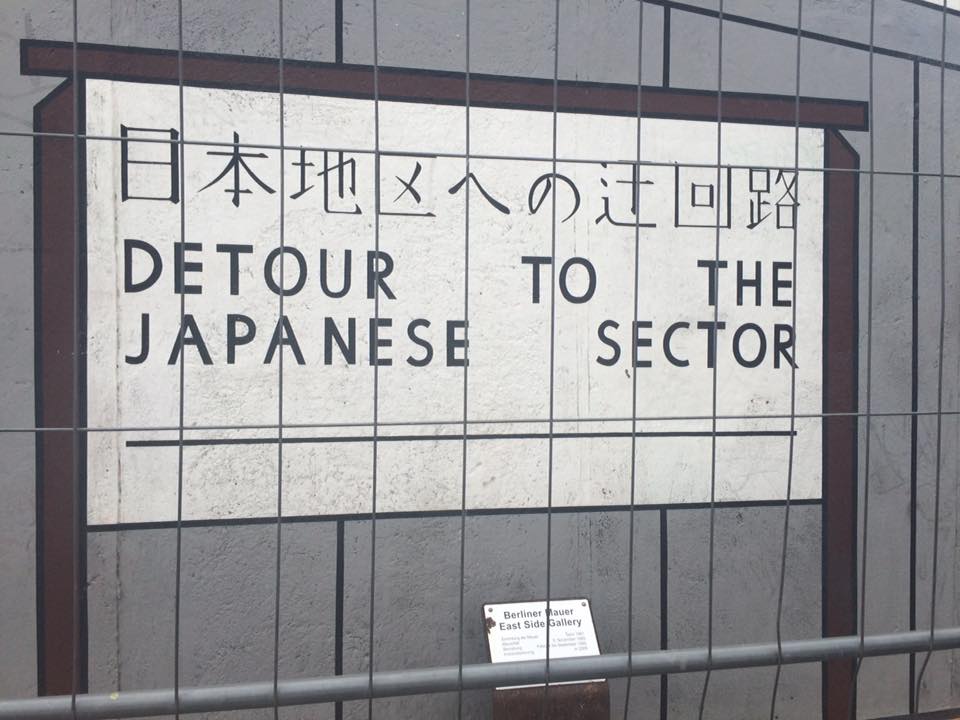 日本地区への迂回路
DETOUR TO THE
JAPANESE SECTOR
Berliner Mauer
East Side Gallery